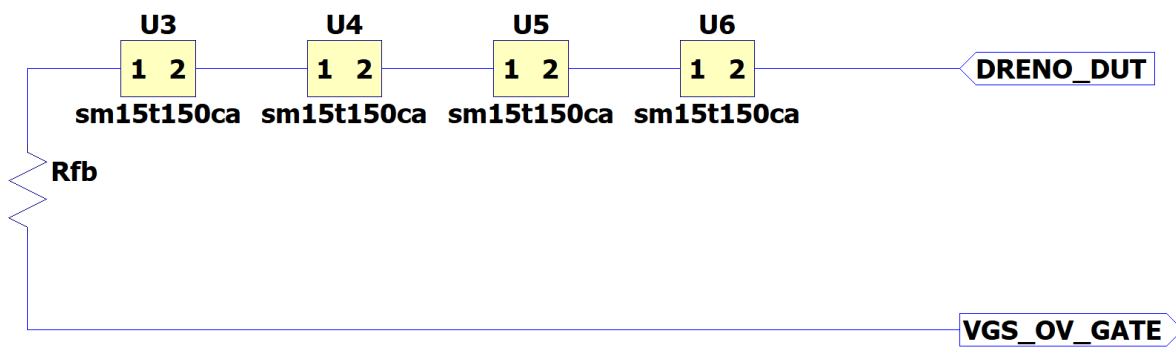 U3 U4 U5 U6
1 2 1 2 1 2 1 2 DRENO_DUT
sm15t150ca sm15t150ca sm15t150ca sm15t150ca
Rfb
VGS_OV_GATE